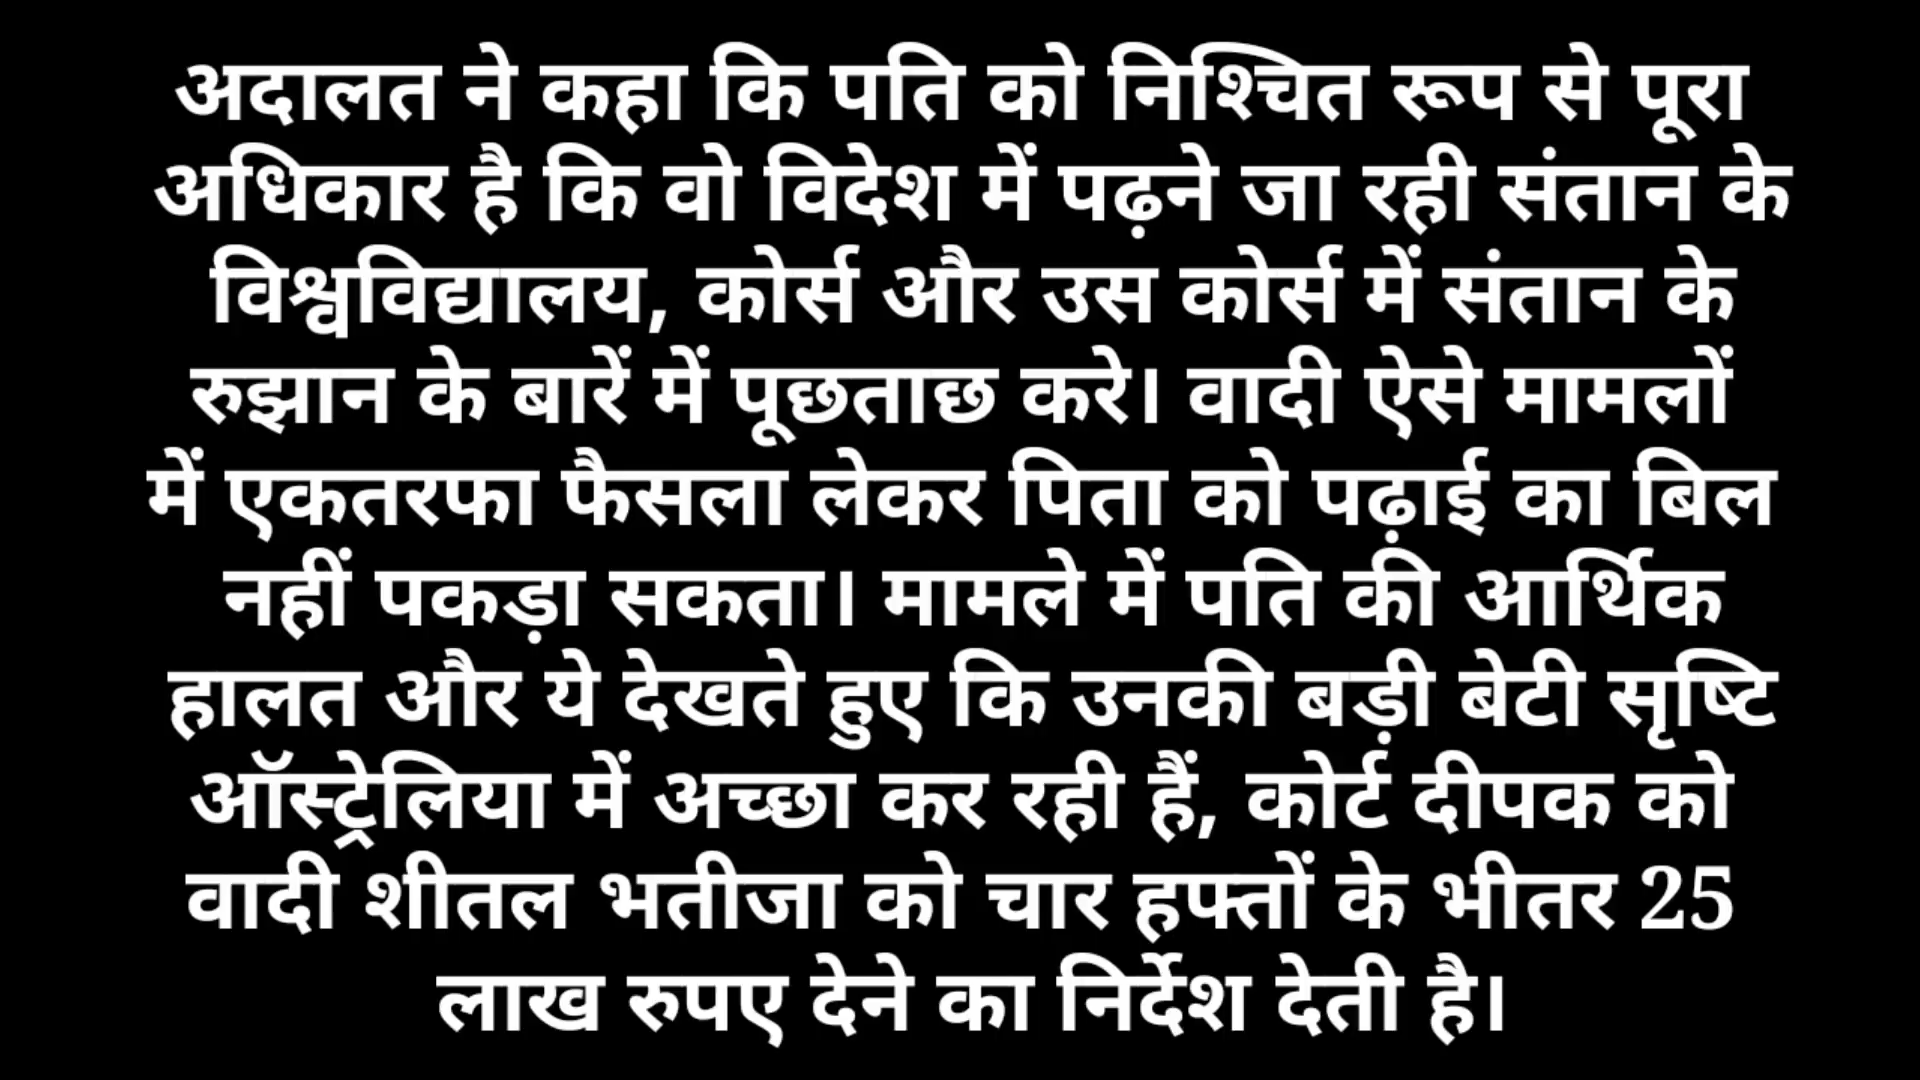 अदालत ने कहा कि पति को निश्चित रूप से पूरा
अधिकार है कि वो विदेश में पढ़ने जा रही संतान के
विश्वविद्यालय, कोर्स और उस कोर्स में संतान के
रुझान के बारें में पूछताछ करे। वादी ऐसे मामलों
में एकतरफा फैसला लेकर पिता को पढ़ाई का बिल
नहीं पकड़ा सकता। मामले में पति की आर्थिक
हालत और ये देखते हुए कि उनकी बड़ी बेटी सृष्टि
ऑस्ट्रेलिया में अच्छा कर रही हैं, कोर्ट दीपक को
वादी शीतल भतीजा को चार हफ्तों के भीतर 25
लाख रुपए देने का निर्देश देती है।